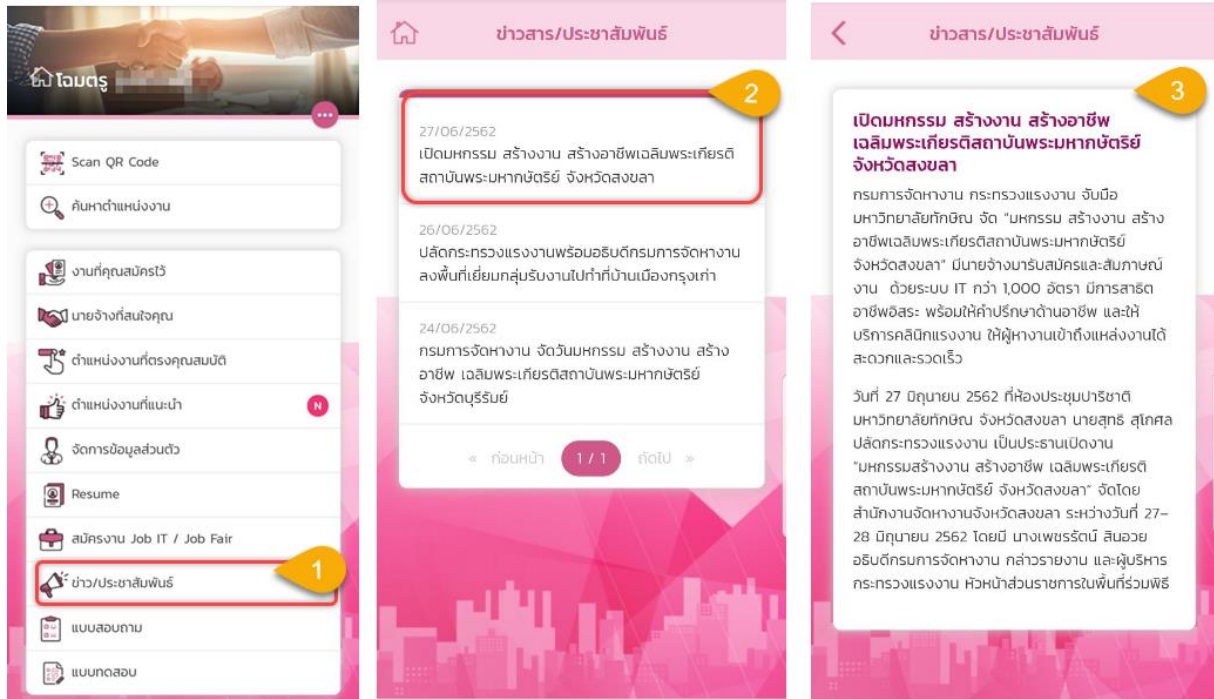 โฉมตรู
Scan QR Code
ค้นหาตำแหน่งงาน
งานที่คุณสมัครไว้
นายจ้างที่สนใจคุณ
ตำแหน่งงานที่ตรงคุณสมบัติ
ตำแหน่งงานที่แนะนำ
N
จัดการข้อมูลส่วนตัว
Resume
สมัครงาน Job IT / Job Fair
ข่าว/ประชาสัมพันธ์
1
แบบสอบถาม
แบบทดสอบ
ข่าวสาร/ประชาสัมพันธ์
2
27/06/2562
เปิดมหกรรม สร้างงาน สร้างอาชีพเฉลิมพระเกียรติ
สถาบันพระมหากษัตริย์ จังหวัดสงขลา
26/06/2562
ปลัดกระทรวงแรงงานพร้อมอธิบดีกรมการจัดหางาน
ลงพื้นที่เยี่ยมกลุ่มรับงานไปทำที่บ้านเมืองกรุงเก่า
24/06/2562
กรมการจัดหางาน จัดวันมหกรรม สร้างงาน สร้าง
อาชีพ เฉลิมพระเกียรติสถาบันพระมหากษัตริย์
จังหวัดบุรีรัมย์
« ก่อนหน้า 1 / 1 ถัดไป »
ข่าวสาร/ประชาสัมพันธ์
3
เปิดมหกรรม สร้างงาน สร้างอาชีพ
เฉลิมพระเกียรติสถาบันพระมหากษัตริย์
จังหวัดสงขลา
กรมการจัดหางาน กระทรวงแรงงาน จับมือ
มหาวิทยาลัยทักษิณ จัด "มหกรรม สร้างงาน สร้าง
อาชีพเฉลิมพระเกียรติสถาบันพระมหากษัตริย์
จังหวัดสงขลา" มีนายจ้างมารับสมัครและสัมภาษณ์
งาน ด้วยระบบ IT กว่า 1,000 อัตรา มีการสาธิต
อาชีพอิสระ พร้อมให้คำปรึกษาด้านอาชีพ และให้
บริการคลินิกแรงงาน ให้ผู้หางานเข้าถึงแหล่งงานได้
สะดวกและรวดเร็ว
วันที่ 27 มิถุนายน 2562 ที่ห้องประชุมปาริชาติ
มหาวิทยาลัยทักษิณ จังหวัดสงขลา นายสุทธิ สุโกศล
ปลัดกระทรวงแรงงาน เป็นประธานเปิดงาน
"มหกรรมสร้างงาน สร้างอาชีพ เฉลิมพระเกียรติ
สถาบันพระมหากษัตริย์ จังหวัดสงขลา" จัดโดย
สำนักงานจัดหางานจังหวัดสงขลา ระหว่างวันที่ 27–
28 มิถุนายน 2562 โดยมี นางเพชรรัตน์ สินอวย
อธิบดีกรมการจัดหางาน กล่าวรายงาน และผู้บริหาร
กระทรวงแรงงาน หัวหน้าส่วนราชการในพื้นที่ร่วมพิธี